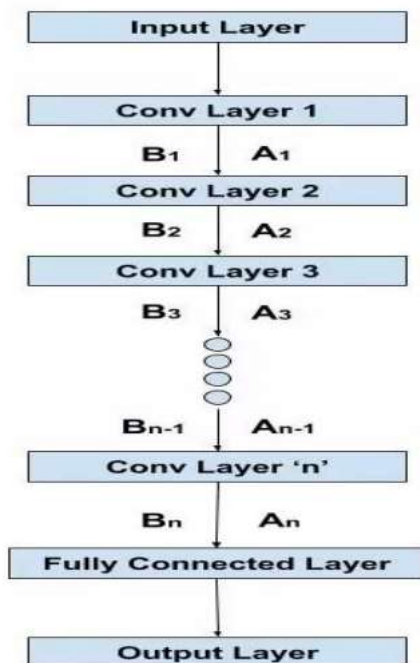 Input Layer
Conv Layer 1
B₁ A₁
Conv Layer 2
B₂ A₂
Conv Layer 3
B₃ A₃
Bₙ₋₁ Aₙ₋₁
Conv Layer ‘n’
Bₙ Aₙ
Fully Connected Layer
Output Layer